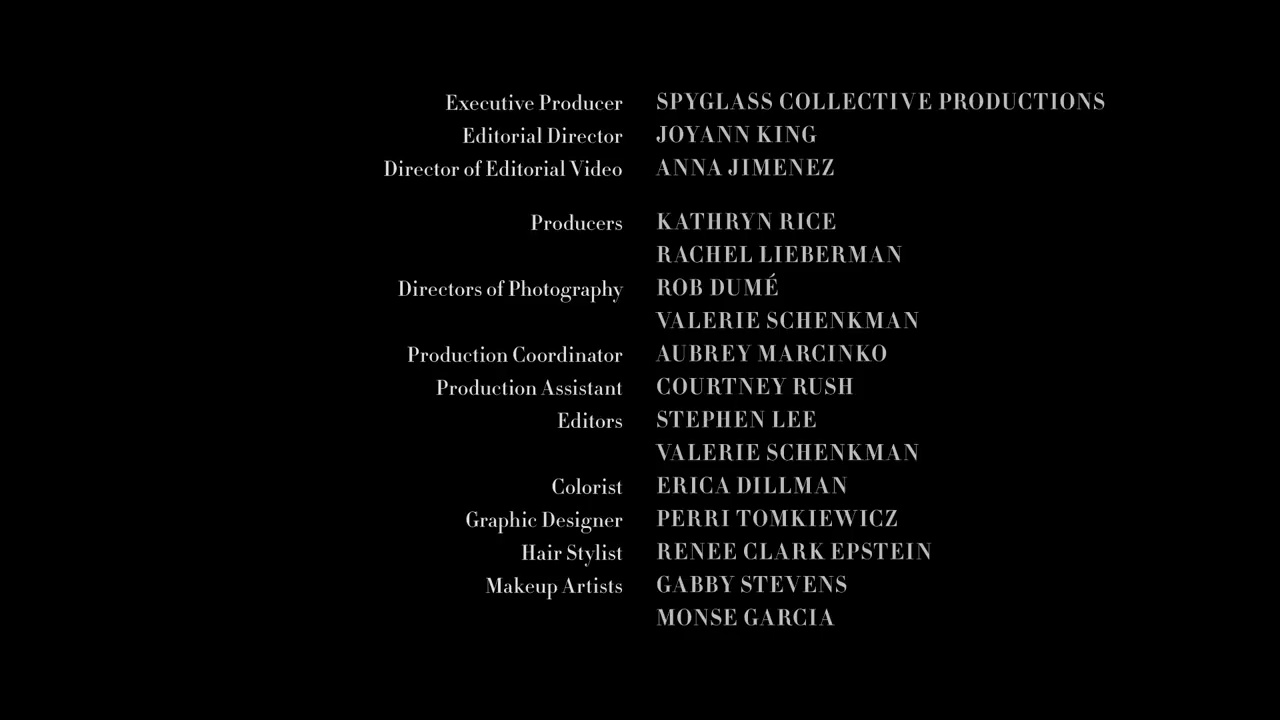 Executive Producer SPYGLASS COLLECTIVE PRODUCTIONS
Editorial Director JOYANN KING
Director of Editorial Video ANNA JIMENEZ
Producers KATHRYN RICE
RACHEL LIEBERMAN
Directors of Photography ROB DUMÉ
VALERIE SCHENKMAN
Production Coordinator AUBREY MARCINKO
Production Assistant COURTNEY RUSH
Editors STEPHEN LEE
VALERIE SCHENKMAN
Colorist ERICA DILLMAN
Graphic Designer PERRI TOMKIEWICZ
Hair Stylist RENEE CLARK EPSTEIN
Makeup Artists GABBY STEVENS
MONSE GARCIA